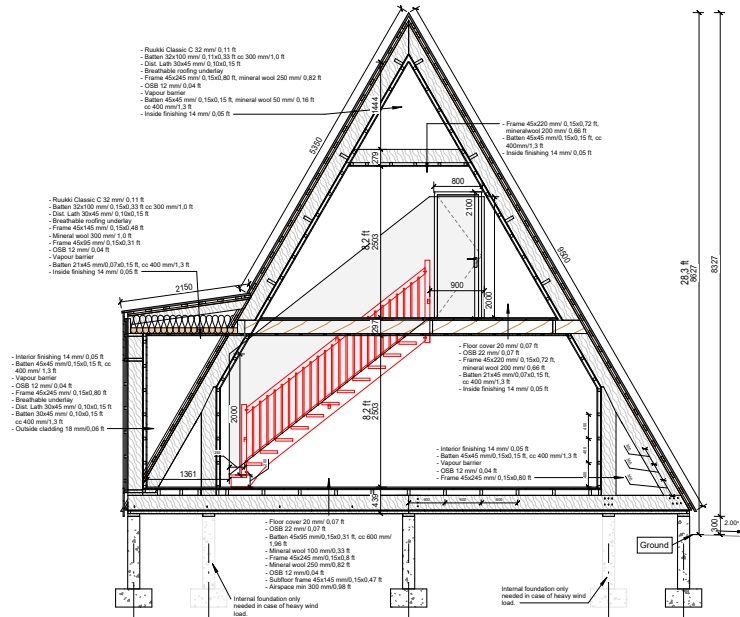 - Ruukki Classic C 32 mm/ 0,11 ft
- Batten 32x100 mm/ 0,11x0,33 ft cc 300 mm/1,0 ft
- Dist. Lath 30x45 mm/ 0,10x0,15 ft
- Breathable roofing underlay
- Frame 45x245 mm/ 0,15x0,80 ft, mineral wool 250 mm/ 0,82 ft
- OSB 12 mm/ 0,04 ft
- Vapour barrier
- Batten 45x45 mm/ 0,15x0,15 ft, mineral wool 50 mm/ 0,16 ft
cc 400 mm/1,3 ft
- Inside finishing 14 mm/ 0,05 ft
- Frame 45x220 mm/ 0,15x0,72 ft,
mineralwool 200 mm/ 0,66 ft
- Batten 45x45 mm/0,15x0,15 ft, cc
400mm/1,3 ft
- Inside finishing 14 mm/ 0,05 ft
5350
1444
279
800
2100
8,2 ft
2503
900
2000
9500
28,3 ft
8627
8327
- Ruukki Classic C 32 mm/ 0,11 ft
- Batten 32x100 mm/ 0,15x0,33 ft cc 300 mm/1,0 ft
- Dist. Lath 30x45 mm/ 0,10x0,15 ft
- Breathable roofing underlay
- Frame 45x145 mm/ 0,15x0,48 ft
- Mineral wool 300 mm/ 1,0 ft
- Frame 45x95 mm/0,15x0,31 ft
- OSB 12 mm/ 0,04 ft
- Vapour barrier
- Batten 21x45 mm/0,07x0,15 ft, cc 400 mm/1,3 ft
- Inside finishing 14 mm/ 0,05 ft
2150
297
- Interior finishing 14 mm/ 0,05 ft
- Batten 45x45 mm/0,15x0,15 ft, cc
400 mm/ 1,3 ft
- Vapour barrier
- OSB 12 mm/ 0,04 ft
- Frame 45x245 mm/ 0,15x0,80 ft
- Breathable underlay
- Dist. Lath 30x45 mm/ 0,10x0,15 ft
- Batten 30x45 mm/ 0,10x0,15 ft
cc 400 mm/1,3 ft
- Outside cladding 18 mm/0,06 ft
- Floor cover 20 mm/ 0,07 ft
- OSB 22 mm/ 0,07 ft
- Frame 45x220 mm/ 0,15x0,72 ft,
mineral wool 200 mm/ 0,66 ft
- Batten 21x45 mm/0,07x0,15 ft,
cc 400 mm/1,3 ft
- Inside finishing 14 mm/ 0,05 ft
2000
8,2 ft
2503
1361
- Interior finishing 14 mm/ 0,05 ft
- Batten 45x45 mm/0,15x0,15 ft, cc 400 mm/1,3 ft
- Vapour barrier
- OSB 12 mm/ 0,04 ft
- Frame 45x245 mm/ 0,15x0,80 ft
439
- Floor cover 20 mm/ 0,07 ft
- OSB 22 mm/ 0,07 ft
- Batten 45x95 mm/0,15x0,31 ft, cc 600 mm/
1,96 ft
- Mineral wool 100 mm/0,33 ft
- Frame 45x245 mm/ 0,15x0,8 ft
- Mineral wool 250 mm/0,82 ft
- OSB 12 mm/0,04 ft
- Subfloor frame 45x145 mm/0,15x0,47 ft
- Airspace min 300 mm/0,98 ft
300
2.00°
Ground
Internal foundation only
needed in case of heavy wind
load.
Internal foundation only
needed in case of heavy wind
load.